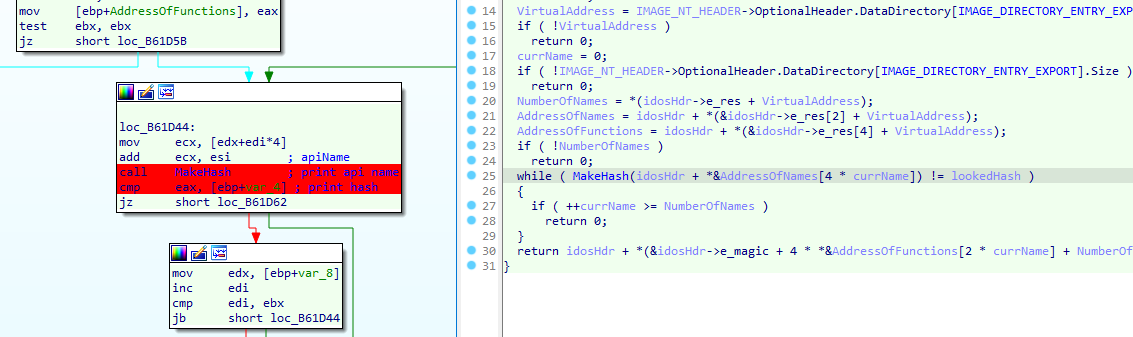 mov     [ebp+AddressOfFunctions], eax
test    ebx, ebx
jz      short loc_B61D5B
loc_B61D44:
mov     ecx, [edx+edi*4]
add     ecx, esi        ; apiName
call    MakeHash        ; print api name
cmp     eax, [ebp+var_4] ; print hash
jz      short loc_B61D62
mov     edx, [ebp+var_8]
inc     edi
cmp     edi, ebx
jb      short loc_B61D44
14 VirtualAddress = IMAGE_NT_HEADER->OptionalHeader.DataDirectory[IMAGE_DIRECTORY_ENTRY_EXP
15 if ( !VirtualAddress )
16   return 0;
17 currName = 0;
18 if ( !IMAGE_NT_HEADER->OptionalHeader.DataDirectory[IMAGE_DIRECTORY_ENTRY_EXPORT].Size )
19   return 0;
20 NumberOfNames = *(idosHdr->e_res + VirtualAddress);
21 AddressOfNames = idosHdr + *(&idosHdr->e_res[2] + VirtualAddress);
22 AddressOfFunctions = idosHdr + *(&idosHdr->e_res[4] + VirtualAddress);
23 if ( !NumberOfNames )
24   return 0;
25 while ( MakeHash(idosHdr + *&AddressOfNames[4 * currName]) != lookedHash )
26 {
27   if ( ++currName >= NumberOfNames )
28     return 0;
29 }
30 return idosHdr + *(&idosHdr->e_magic + 4 * *&AddressOfFunctions[2 * currName] + NumberOf
31 }